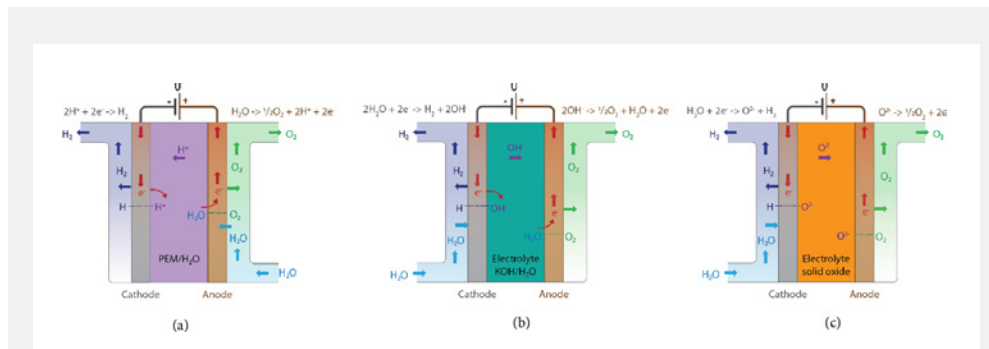 V
- +
2H⁺ + 2e⁻ -> H₂
H₂O -> ½O₂ + 2H⁺ + 2e⁻
H₂
O₂
H⁺
H₂
O₂
e⁻
e⁻
H
H⁺
H₂O
O₂
H₂O
PEM/H₂O
H₂O
Cathode
Anode
(a)
V
- +
2H₂O + 2e⁻ -> H₂ + 2OH
2OH -> ½O₂ + H₂O + 2e⁻
H₂
O₂
OH
H₂
O₂
e⁻
e
H
OH
H₂O
H₂O
O₂
Electrolyte
KOH/H₂O
H₂O
Cathode
Anode
(b)
V
- +
H₂O + 2e⁻ -> O²⁻ + H₂
O²⁻ -> ½O₂ + 2e
H₂
O₂
O²⁻
H₂
O₂
e⁻
e
H
O²⁻
H₂O
O²⁻
O₂
Electrolyte
solid oxide
H₂O
Cathode
Anode
(c)